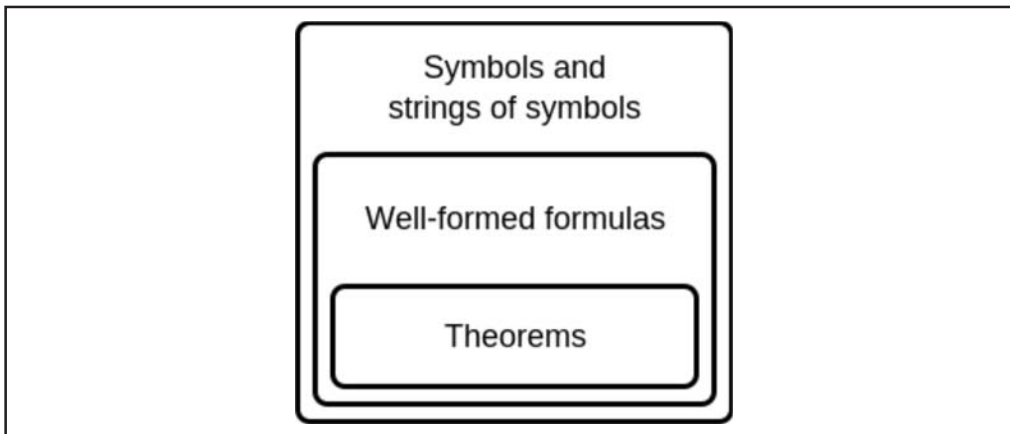 Symbols and
strings of symbols
Well-formed formulas
Theorems